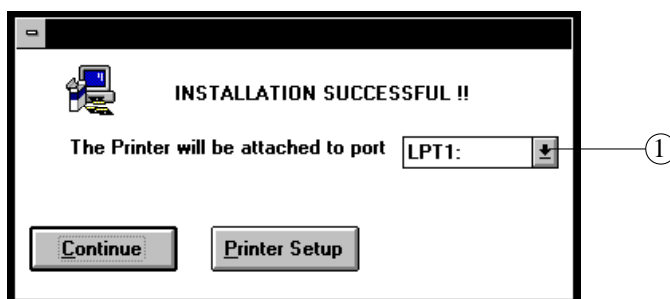 INSTALLATION SUCCESSFUL !!
The Printer will be attached to port LPT1: 1
Continue Printer Setup